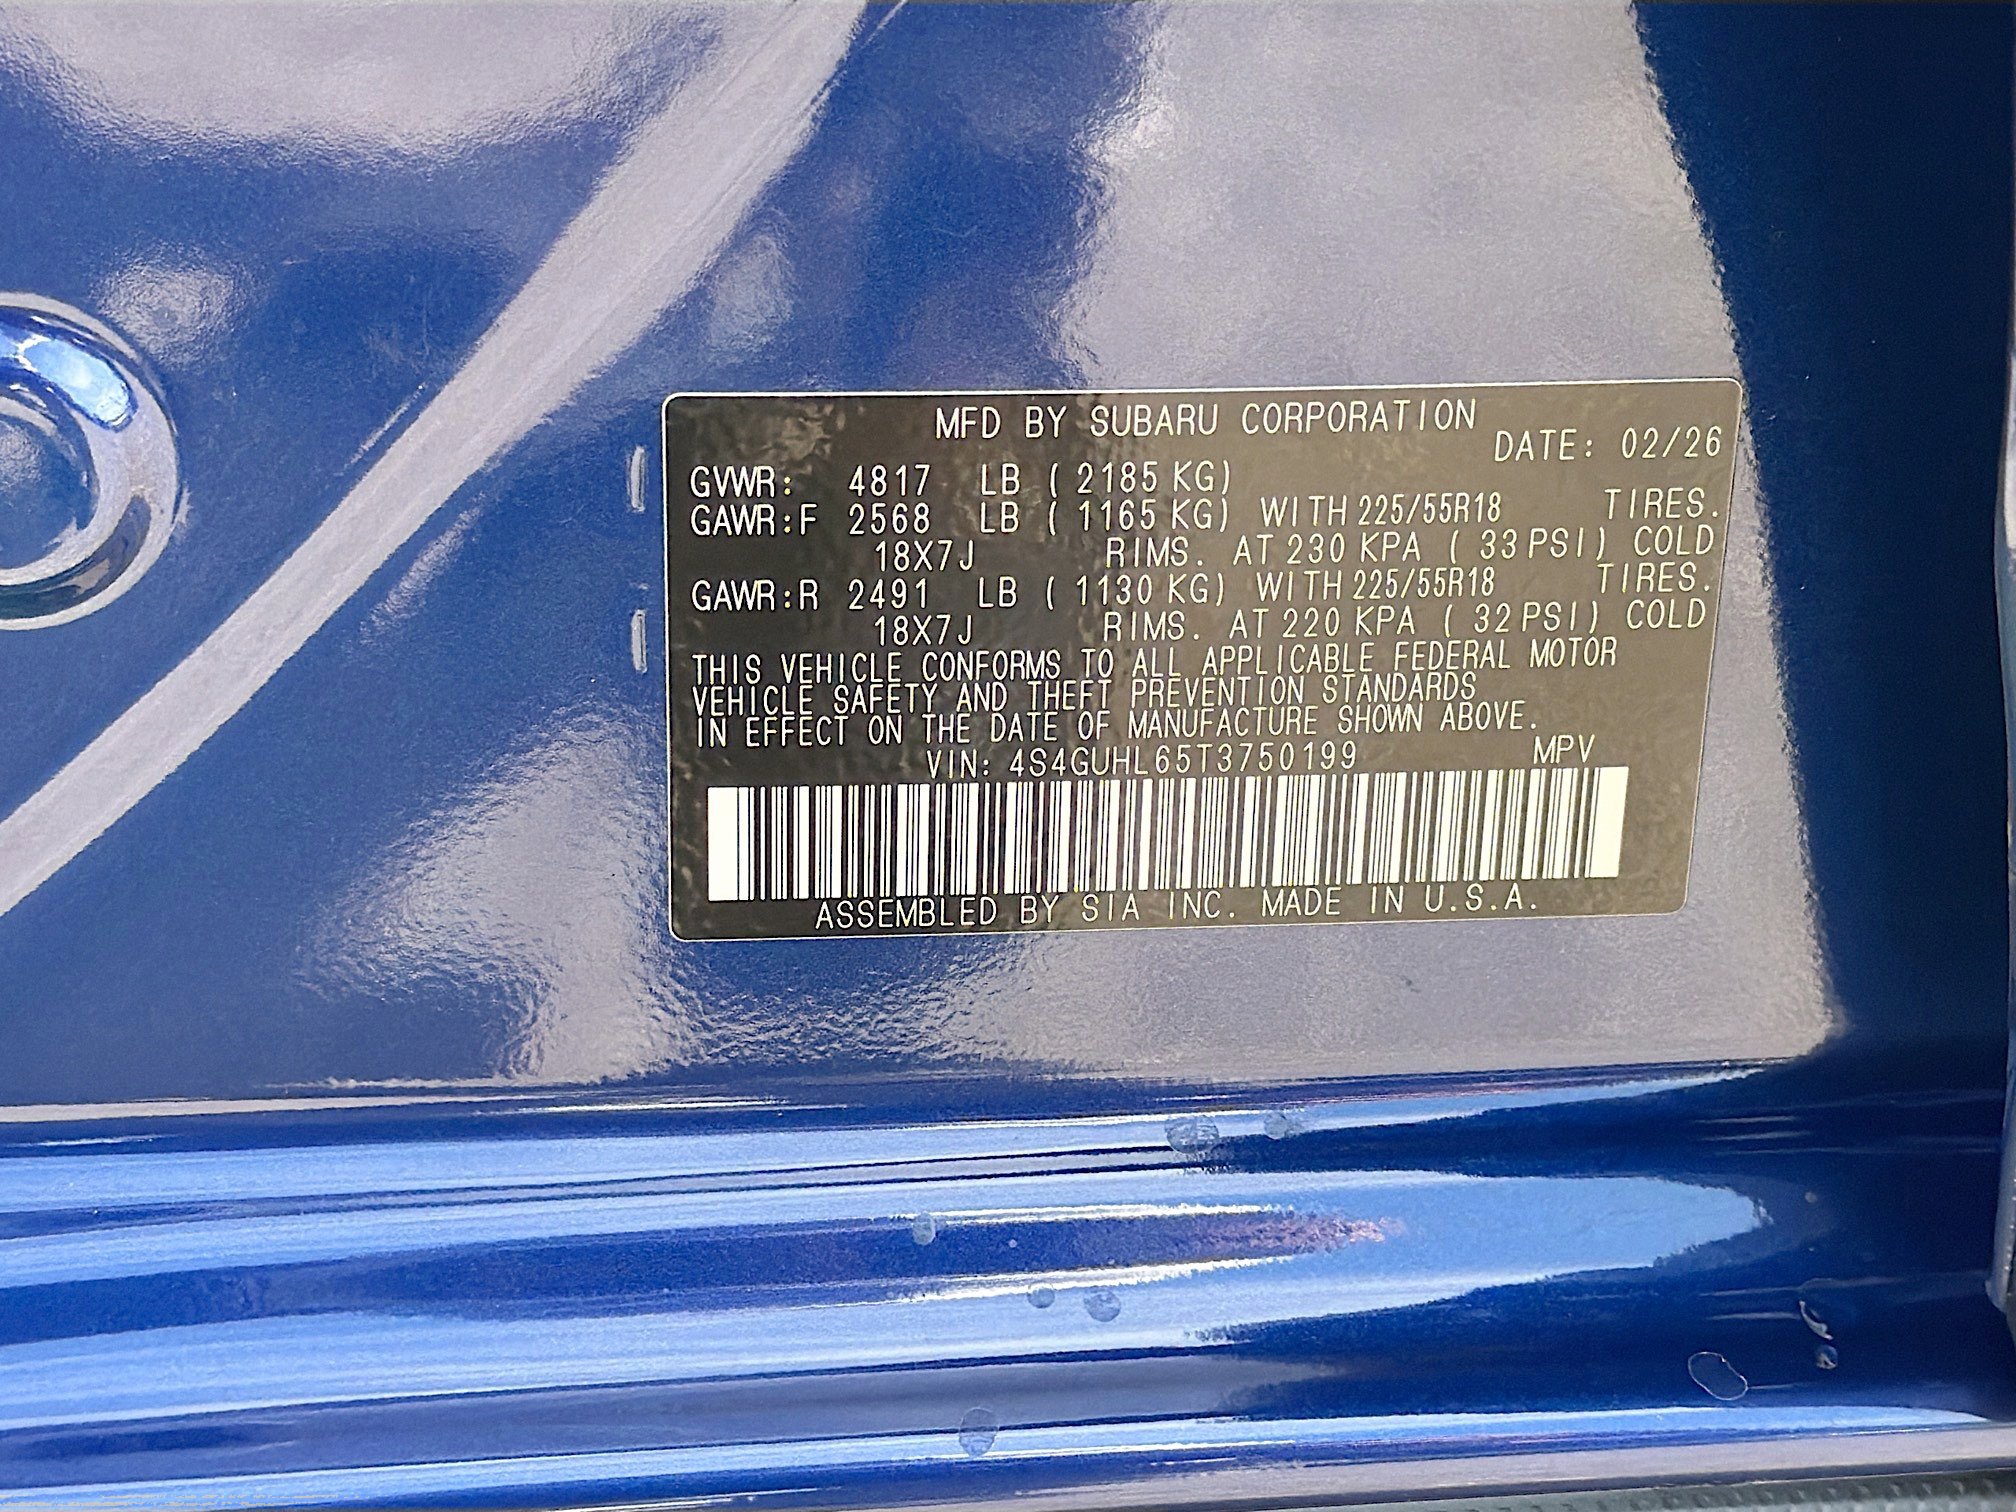 MFD BY SUBARU CORPORATION
DATE: 02/26
GVWR: 4817 LB ( 2185 KG)
GAWR:F 2568 LB ( 1165 KG) WITH 225/55R18 TIRES.
18X7J RIMS. AT 230 KPA ( 33 PSI) COLD
GAWR:R 2491 LB ( 1130 KG) WITH 225/55R18 TIRES.
18X7J RIMS. AT 220 KPA ( 32 PSI) COLD
THIS VEHICLE CONFORMS TO ALL APPLICABLE FEDERAL MOTOR
VEHICLE SAFETY AND THEFT PREVENTION STANDARDS
IN EFFECT ON THE DATE OF MANUFACTURE SHOWN ABOVE.
VIN: 4S4GUHL65T3750199 MPV
ASSEMBLED BY SIA INC. MADE IN U.S.A.